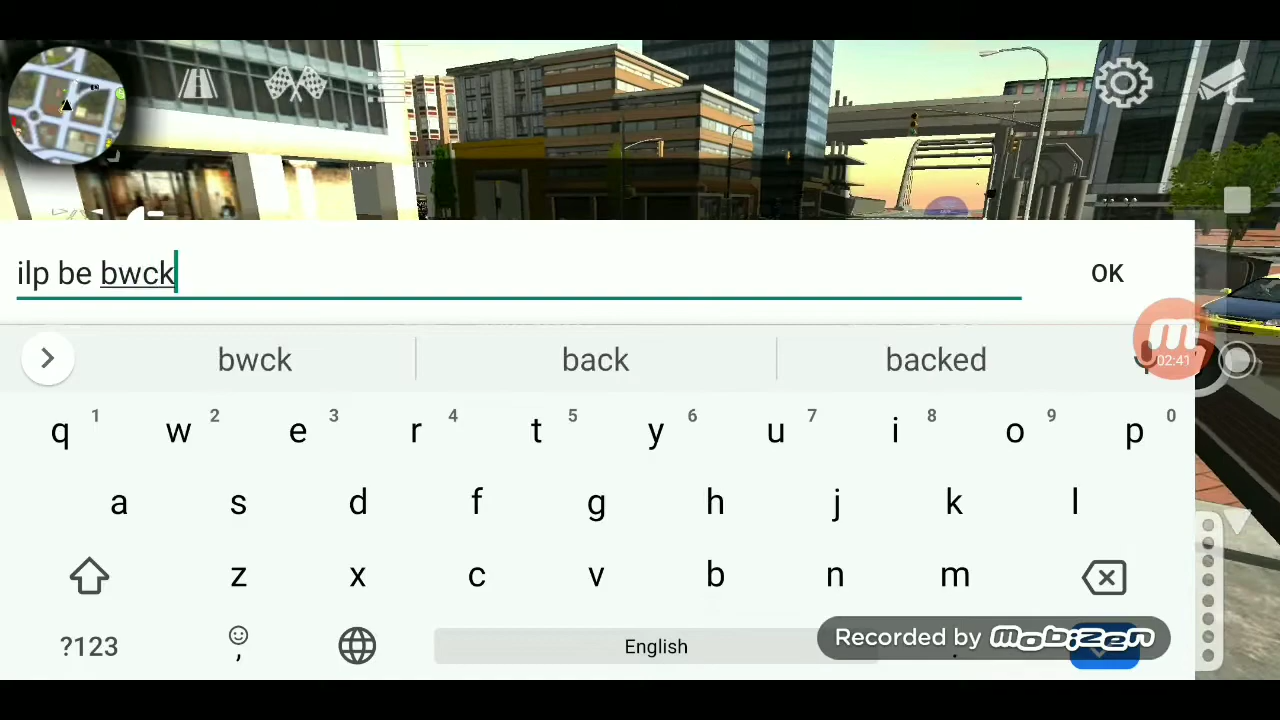 ilp be bwck
OK
bwck
back
backed
02:41
q 1 w 2 e 3 r 4 t 5 y 6 u 7 i 8 o 9 p 0
a s d f g h j k l
z x c v b n m
?123 , English .
Recorded by mobizen